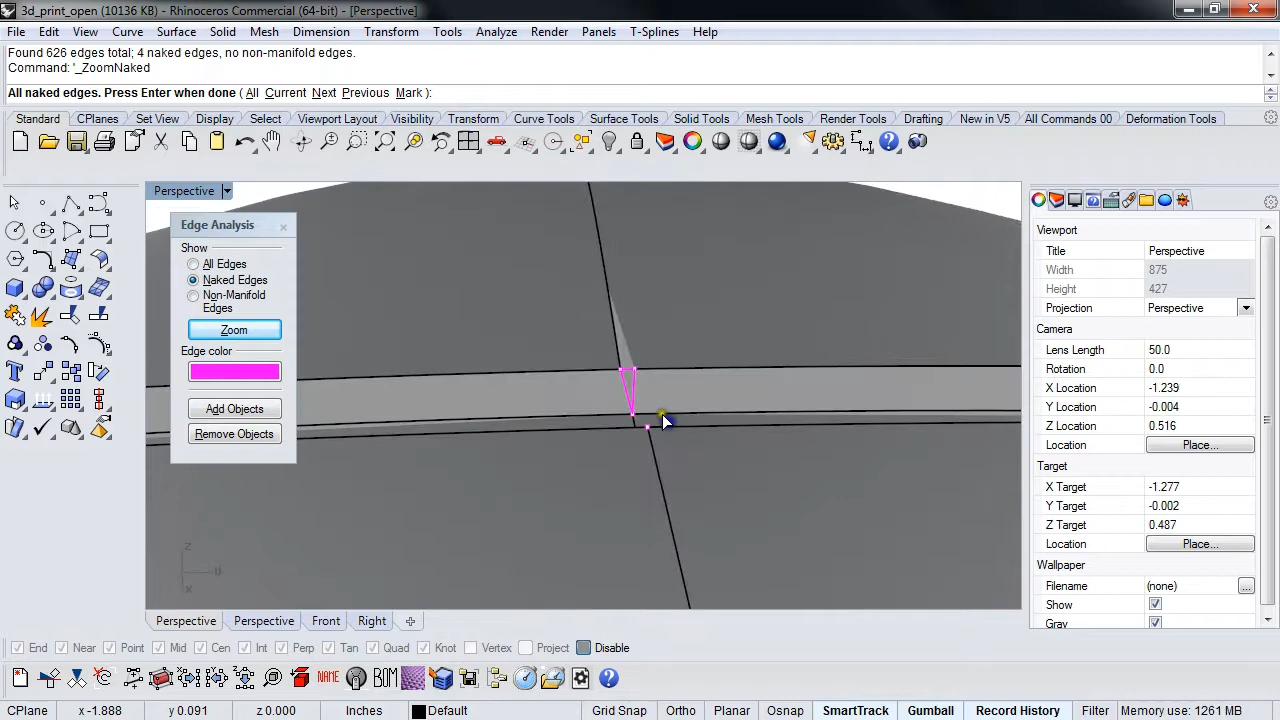 3d_print_open (10136 KB) - Rhinoceros Commercial (64-bit) - [Perspective]
File Edit View Curve Surface Solid Mesh Dimension Transform Tools Analyze Render Panels T-Splines Help
Found 626 edges total; 4 naked edges, no non-manifold edges.
Command: '_ZoomNaked
All naked edges. Press Enter when done ( All Current Next Previous Mark ):
Standard CPlanes Set View Display Select Viewport Layout Visibility Transform Curve Tools Surface Tools Solid Tools Mesh Tools Render Tools Drafting New in V5 All Commands 00 Deformation Tools
Perspective
Edge Analysis
Show
All Edges
Naked Edges
Non-Manifold
Edges
Zoom
Edge color
Add Objects
Remove Objects
z
x
Viewport
Title Perspective
Width 875
Height 427
Projection Perspective
Camera
Lens Length 50.0
Rotation 0.0
X Location -1.239
Y Location -0.004
Z Location 0.516
Location Place...
Target
X Target -1.277
Y Target -0.002
Z Target 0.487
Location Place...
Wallpaper
Filename (none) ...
Show
Gray
Perspective Perspective Front Right
End Near Point Mid Cen Int Perp Tan Quad Knot Vertex Project Disable
NAME BOM
CPlane x -1.888 y 0.091 z 0.000 Inches Default Grid Snap Ortho Planar Osnap SmartTrack Gumball Record History Filter Memory use: 1261 MB